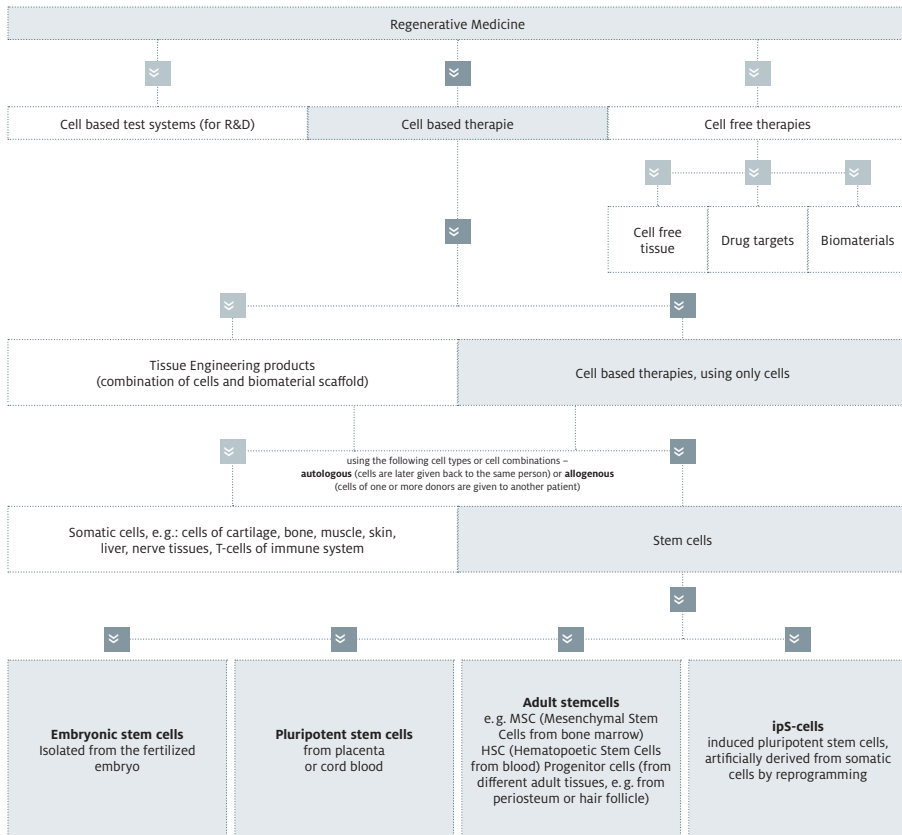 Regenerative Medicine
Cell based test systems (for R&D)
Cell based therapie
Cell free therapies
Cell free
tissue
Drug targets
Biomaterials
Tissue Engineering products
(combination of cells and biomaterial scaffold)
Cell based therapies, using only cells
using the following cell types or cell combinations –
autologous (cells are later given back to the same person) or allogenous
(cells of one or more donors are given to another patient)
Somatic cells, e. g.: cells of cartilage, bone, muscle, skin,
liver, nerve tissues, T-cells of immune system
Stem cells
Embryonic stem cells
Isolated from the fertilized
embryo
Pluripotent stem cells
from placenta
or cord blood
Adult stemcells
e. g. MSC (Mesenchymal Stem
Cells from bone marrow)
HSC (Hematopoetic Stem Cells
from blood) Progenitor cells (from
different adult tissues, e. g. from
periosteum or hair follicle)
ipS-cells
induced pluripotent stem cells,
artificially derived from somatic
cells by reprogramming